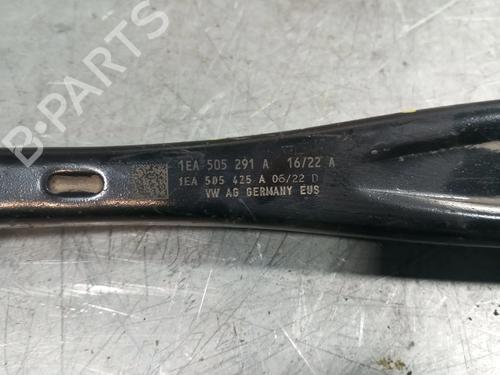 B-PARTS
1EA 505 291 A 16/22 A
1EA 505 425 A 06/22 D
VW AG GERMANY EUS